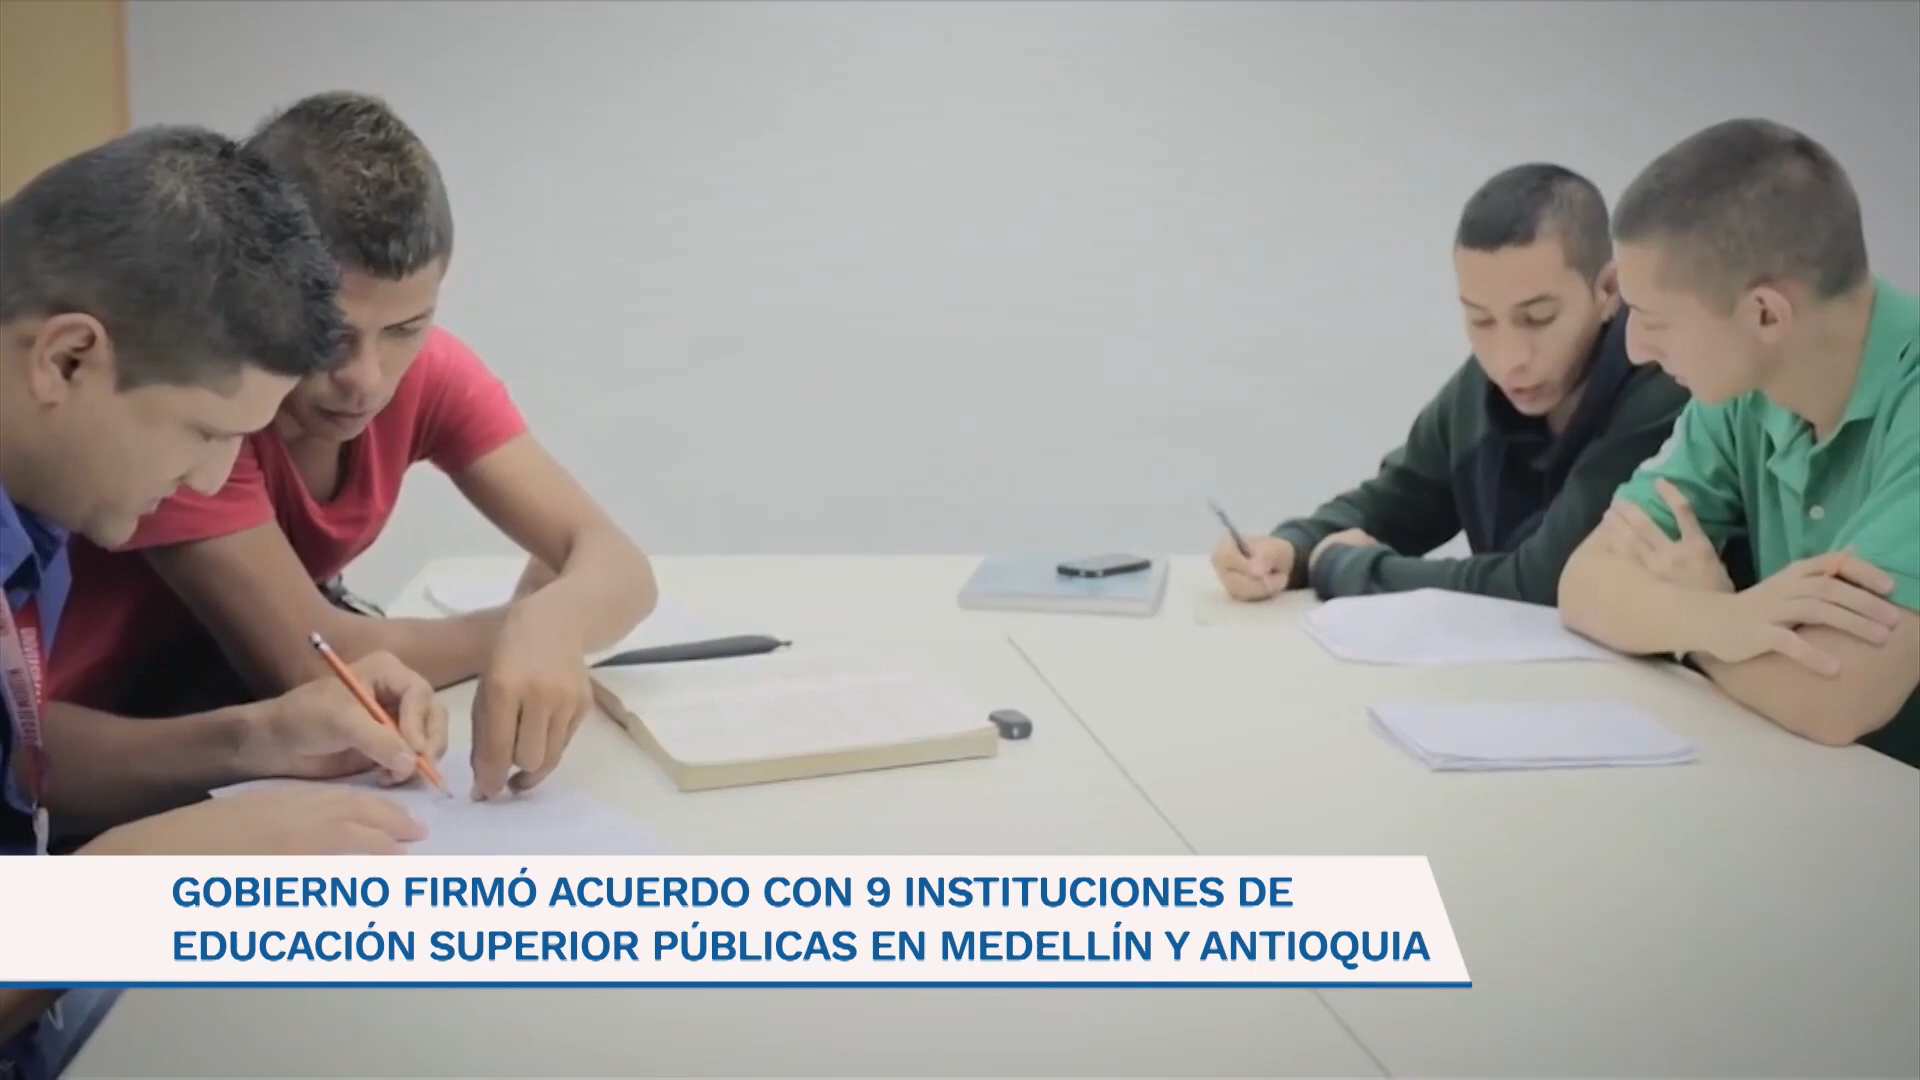 GOBIERNO FIRMÓ ACUERDO CON 9 INSTITUCIONES DE
EDUCACIÓN SUPERIOR PÚBLICAS EN MEDELLÍN Y ANTIOQUIA